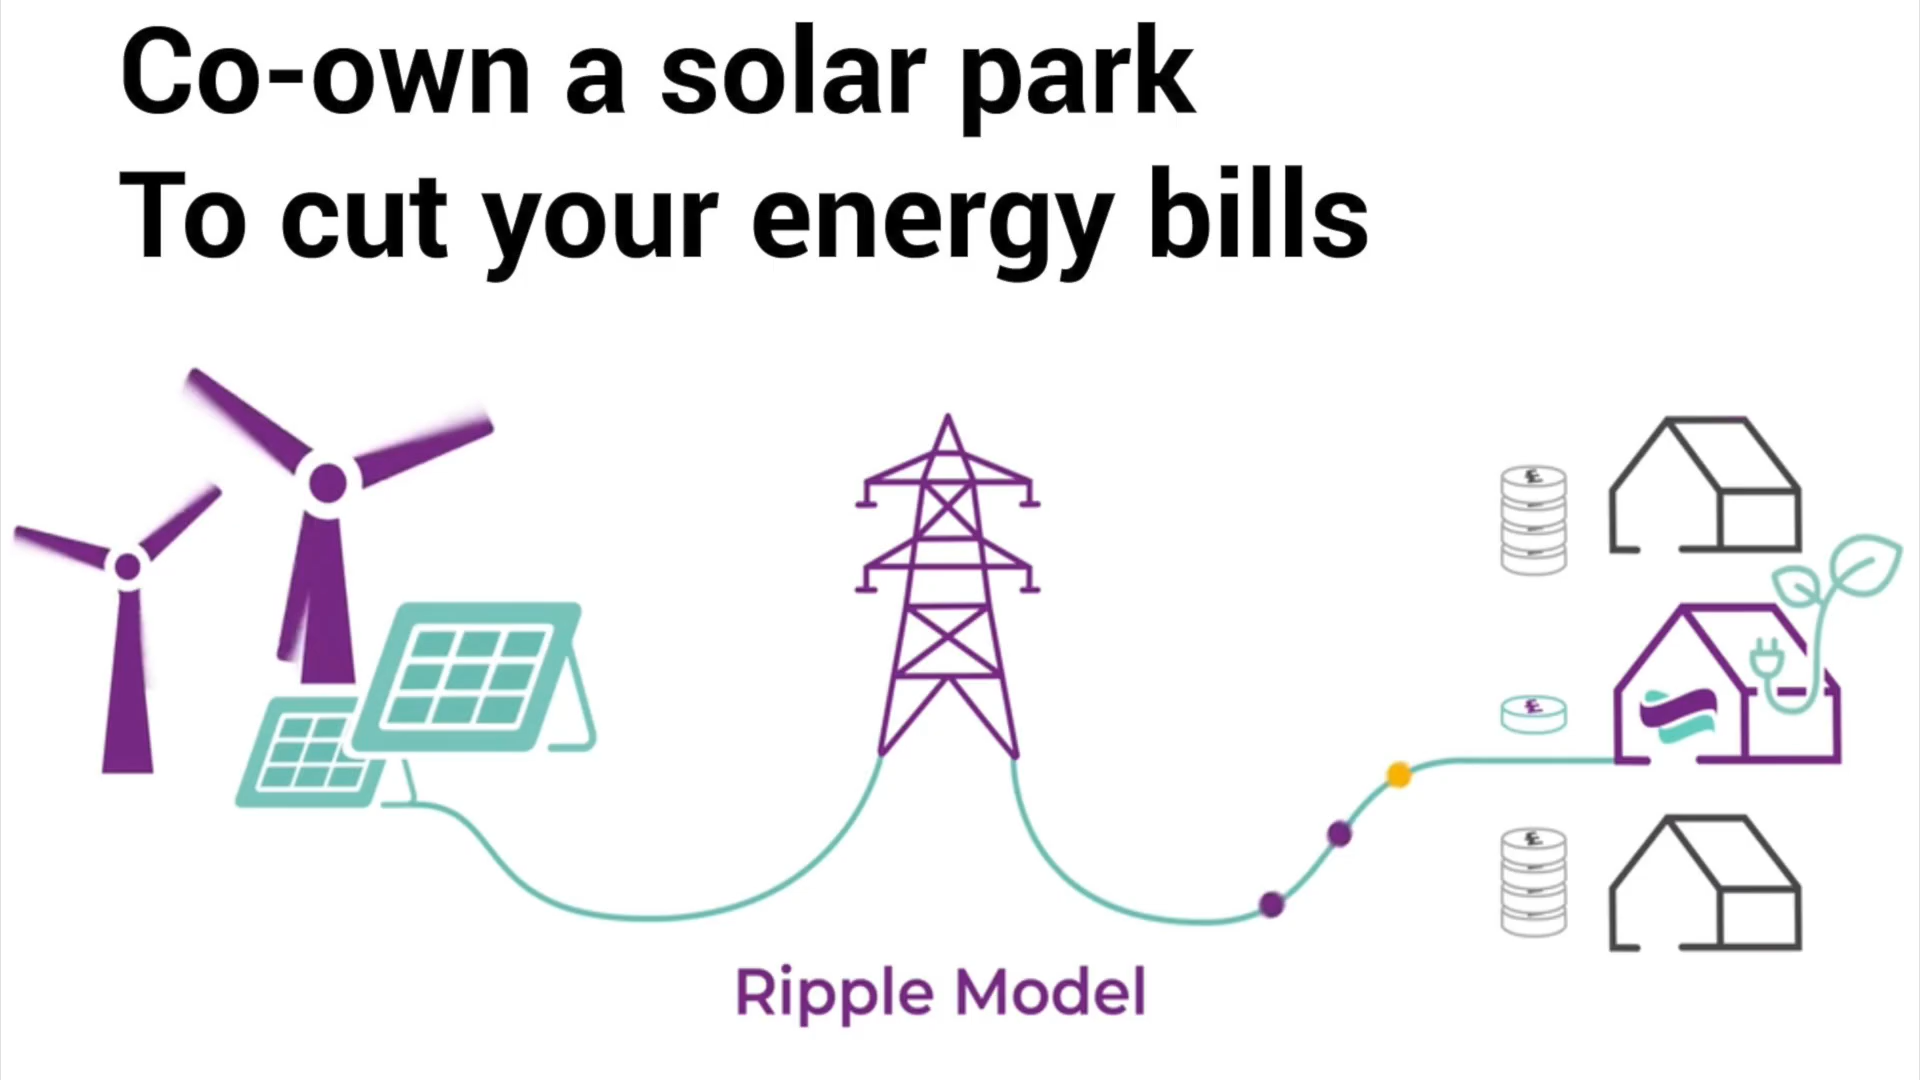 Co-own a solar park
To cut your energy bills
£
£
£
Ripple Model